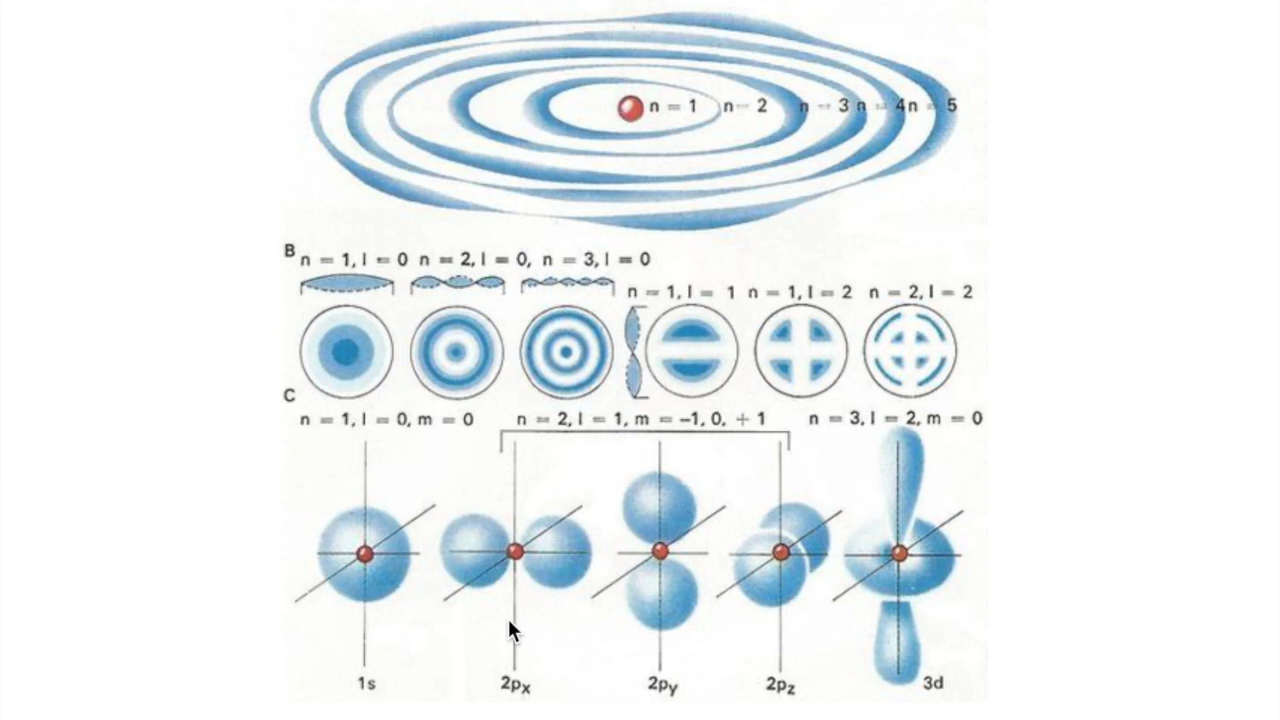 n = 1 n = 2 n = 3 n = 4 n = 5
B
n = 1, l = 0 n = 2, l = 0, n = 3, l = 0
n = 1, l = 1 n = 1, l = 2 n = 2, l = 2
C
n = 1, l = 0, m = 0 n = 2, l = 1, m = −1, 0, + 1 n = 3, l = 2, m = 0
1s 2px 2py 2pz 3d